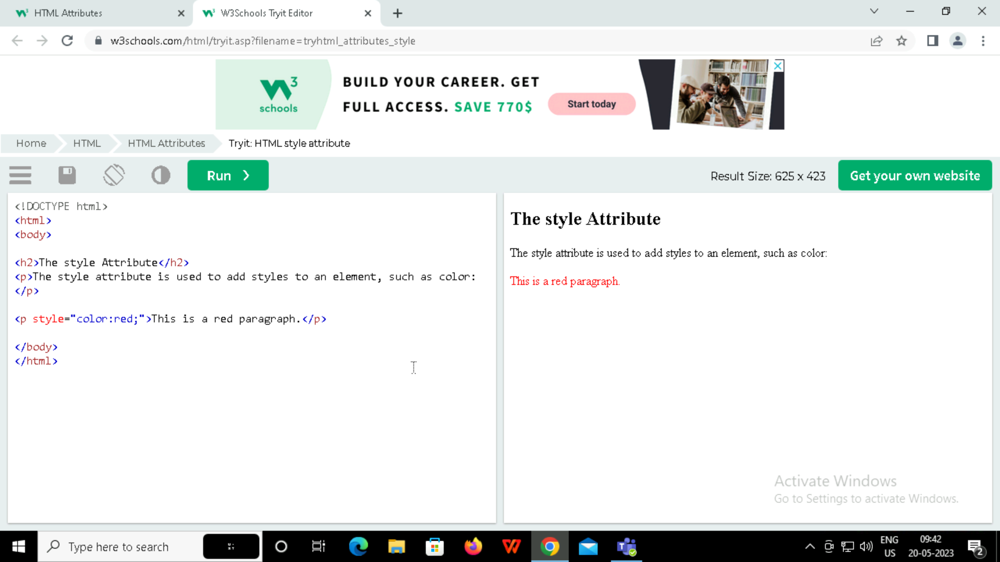 HTML Attributes
W3Schools Tryit Editor
w3schools.com/html/tryit.asp?filename=tryhtml_attributes_style
W3 schools
BUILD YOUR CAREER. GET
FULL ACCESS. SAVE 770$
Start today
Home
HTML
HTML Attributes
Tryit: HTML style attribute
Run ❯
Result Size: 625 x 423
Get your own website
<!DOCTYPE html>
<html>
<body>
<h2>The style Attribute</h2>
<p>The style attribute is used to add styles to an element, such as color:
</p>
<p style="color:red;">This is a red paragraph.</p>
</body>
</html>
The style Attribute
The style attribute is used to add styles to an element, such as color:
This is a red paragraph.
Activate Windows
Go to Settings to activate Windows.
Type here to search
ENG
US
09:42
20-05-2023
2